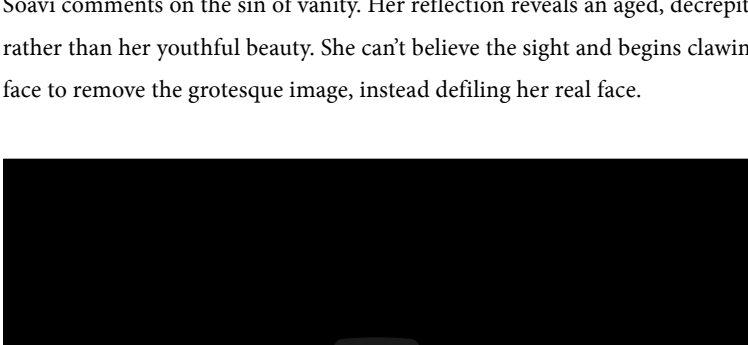 Soavi comments on the sin of vanity. Her reflection reveals an aged, decrepit
rather than her youthful beauty. She can’t believe the sight and begins clawin
face to remove the grotesque image, instead defiling her real face.